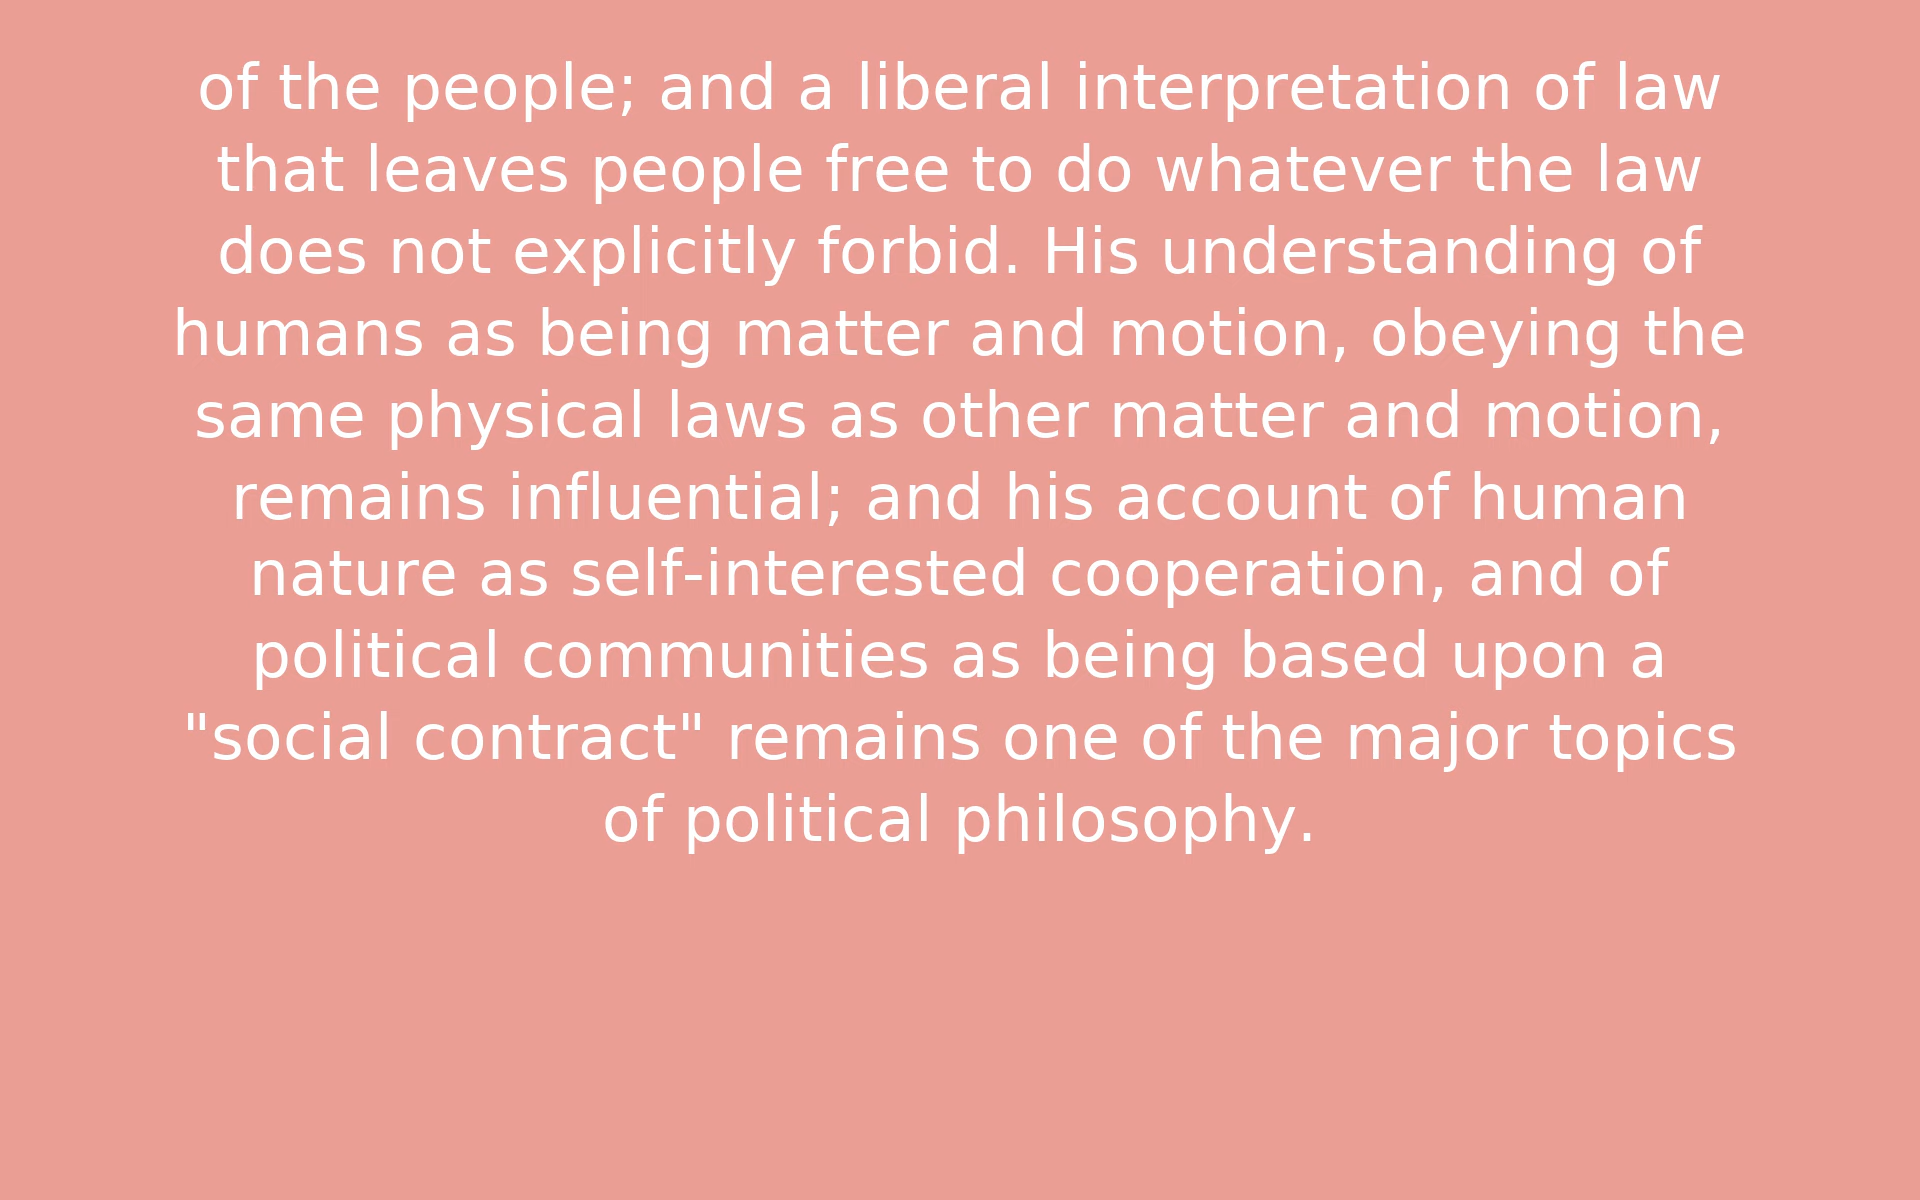 of the people; and a liberal interpretation of law
that leaves people free to do whatever the law
does not explicitly forbid. His understanding of
humans as being matter and motion, obeying the
same physical laws as other matter and motion,
remains influential; and his account of human
nature as self-interested cooperation, and of
political communities as being based upon a
"social contract" remains one of the major topics
of political philosophy.